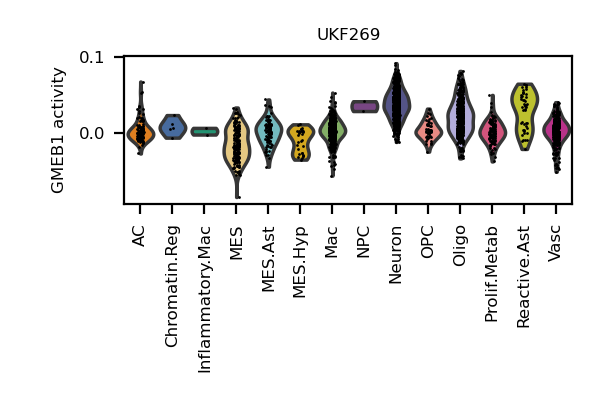 UKF269
GMEB1 activity
0.1
0.0
AC
Chromatin.Reg
Inflammatory.Mac
MES
MES.Ast
MES.Hyp
Mac
NPC
Neuron
OPC
Oligo
Prolif.Metab
Reactive.Ast
Vasc